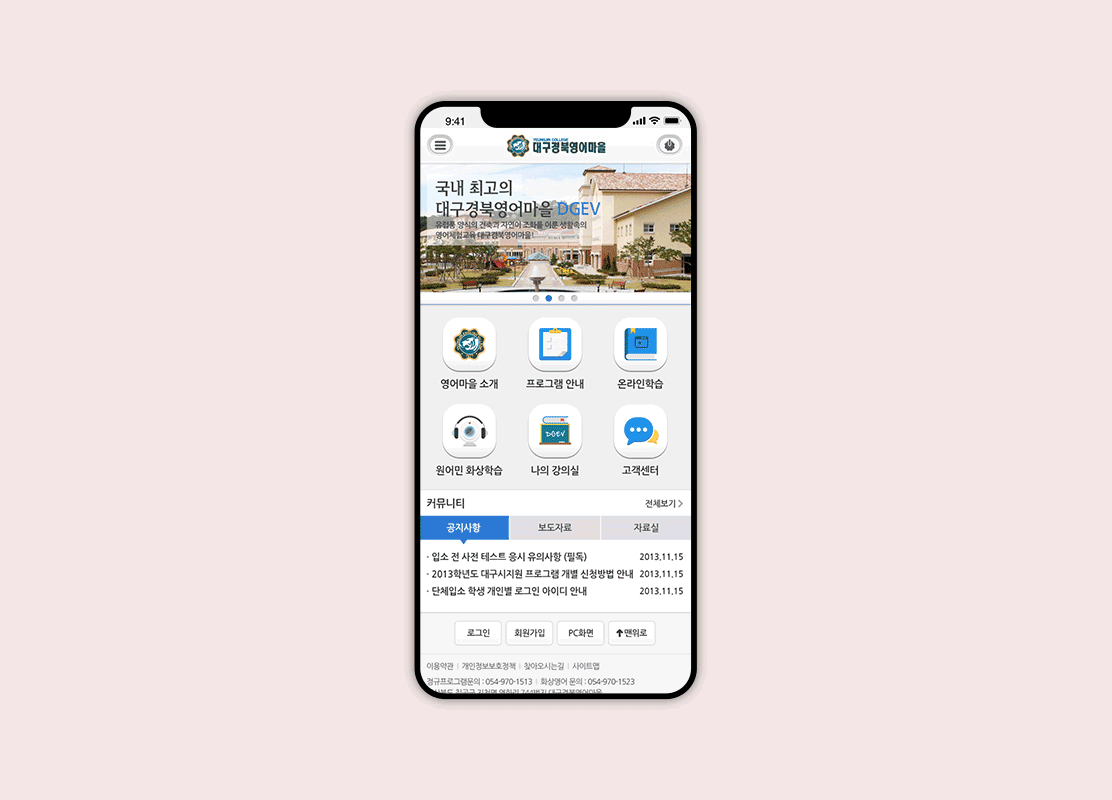 9:41
YEUNGJIN COLLEGE
대구경북영어마을
국내 최고의
대구경북영어마을 DGEV
유럽풍 양식의 건축과 자연이 조화를 이룬 생활속의
영어체험교육 대구경북영어마을!
영어마을 소개 프로그램 안내 온라인학습
DGEV
원어민 화상학습 나의 강의실 고객센터
커뮤니티 전체보기 >
공지사항 보도자료 자료실
· 입소 전 사전 테스트 응시 유의사항 (필독) 2013.11.15
· 2013학년도 대구시지원 프로그램 개별 신청방법 안내 2013.11.15
· 단체입소 학생 개인별 로그인 아이디 안내 2013.11.15
로그인 회원가입 PC화면 맨위로
이용약관 | 개인정보보호정책 | 찾아오시는길 | 사이트맵
정규프로그램문의 : 054-970-1513 | 화상영어 문의 : 054-970-1523